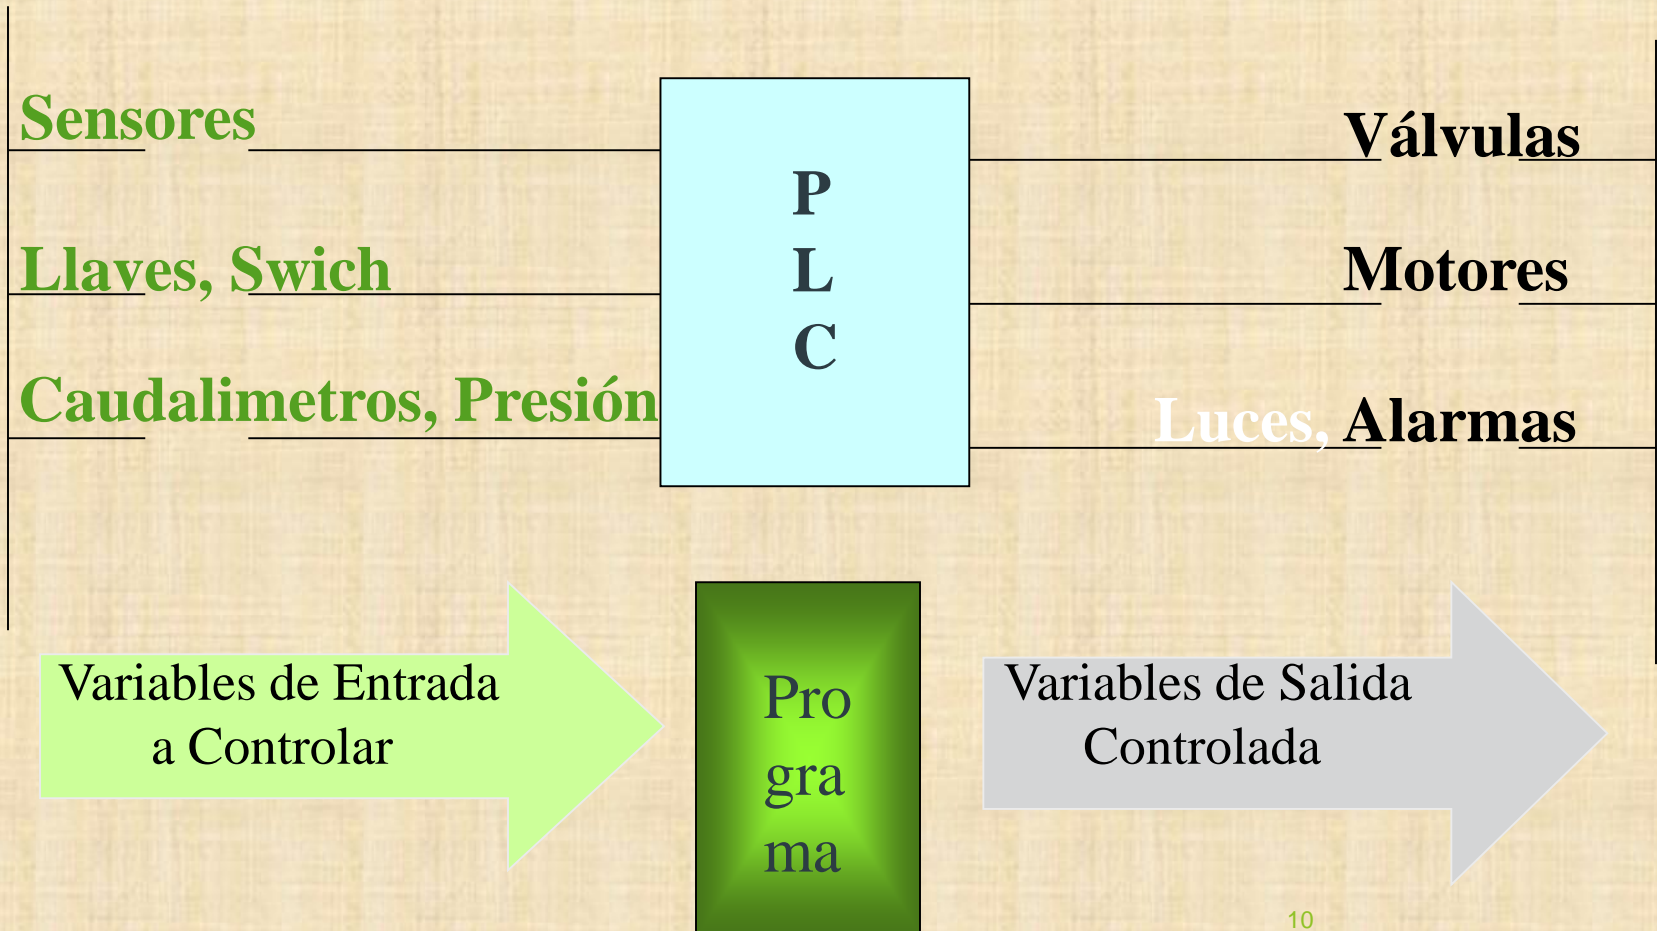 Sensores
Llaves, Swich
Caudalimetros, Presión
P
L
C
Válvulas
Motores
Luces, Alarmas
Variables de Entrada
a Controlar
Pro
gra
ma
Variables de Salida
Controlada
10